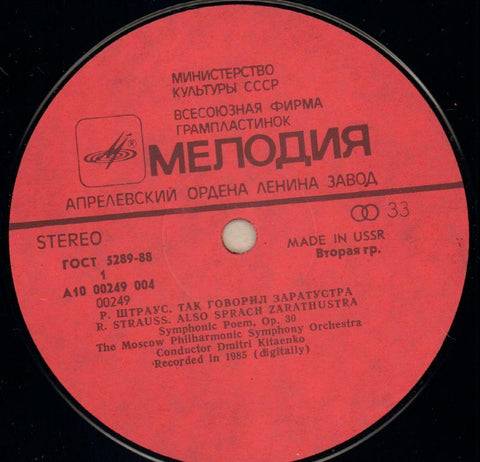 МИНИСТЕРСТВО
КУЛЬТУРЫ СССР
ВСЕСОЮЗНАЯ ФИРМА
ГРАМПЛАСТИНОК
МЕЛОДИЯ
®
АПРЕЛЕВСКИЙ ОРДЕНА ЛЕНИНА ЗАВОД
STEREO
33
ГОСТ 5289-88
MADE IN USSR
1
Вторая гр.
А10 00249 004
00249
Р. ШТРАУС. ТАК ГОВОРИЛ ЗАРАТУСТРА
R. STRAUSS. ALSO SPRACH ZARATHUSTRA
Symphonic Poem, Op. 30
The Moscow Philharmonic Symphony Orchestra
Conductor Dmitri Kitaenko
Recorded in 1985 (digitally)